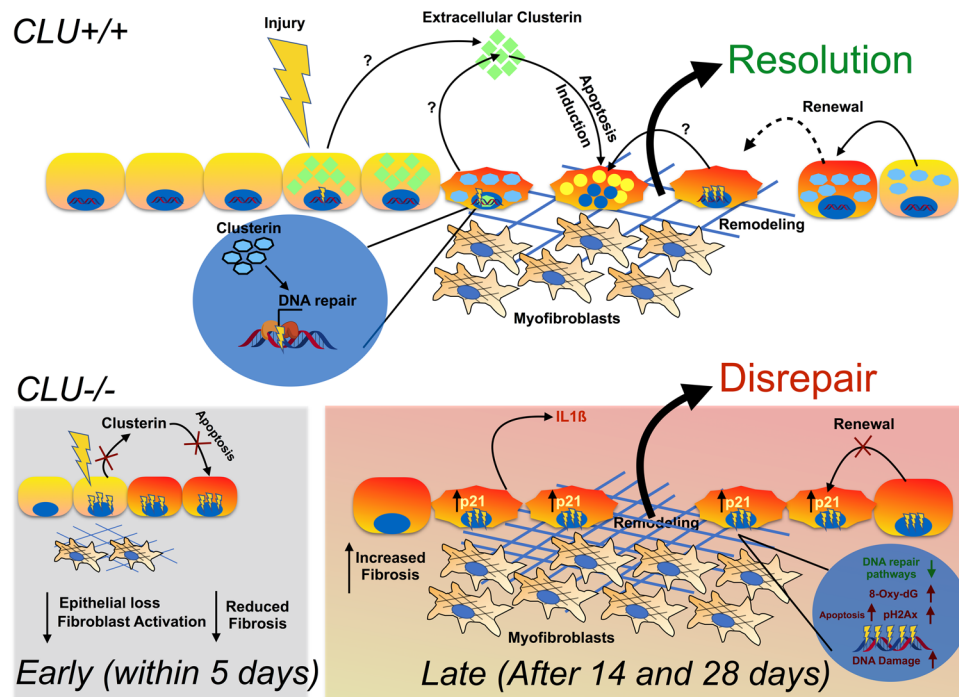 CLU+/+
Injury
Extracellular Clusterin
?
?
Apoptosis
Induction
?
Resolution
Renewal
Remodeling
Clusterin
DNA repair
Myofibroblasts
CLU-/-
Disrepair
Clusterin
Apoptosis
Epithelial loss
Fibroblast Activation
Reduced
Fibrosis
Early (within 5 days)
IL1ß
Renewal
p21
p21
p21
p21
Remodeling
Increased
Fibrosis
Myofibroblasts
DNA repair
pathways
8-Oxy-dG
Apoptosis
pH2Ax
DNA Damage
Late (After 14 and 28 days)